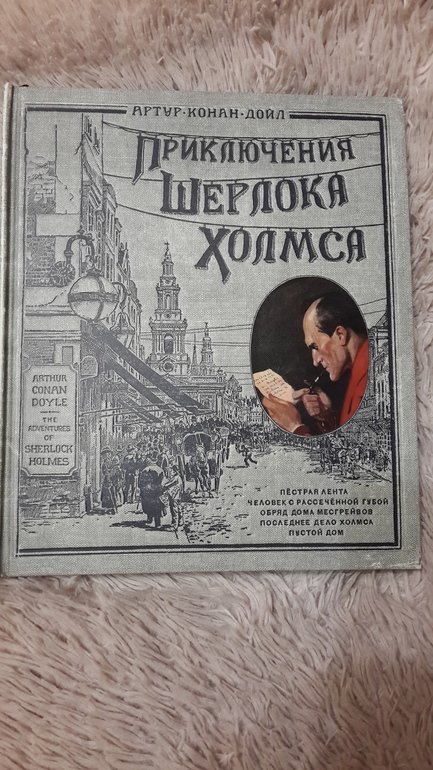 АРТУР·КОНАН·ДОЙЛ
ПРИКЛЮЧЕНИЯ
ШЕРЛОКА
ХОЛМСА
ARTHUR
CONAN
DOYLE
THE
ADVENTURES
OF
SHERLOCK
HOLMES
ПЁСТРАЯ ЛЕНТА
ЧЕЛОВЕК С РАССЕЧЁННОЙ ГУБОЙ
ОБРЯД ДОМА МЕСГРЕЙВОВ
ПОСЛЕДНЕЕ ДЕЛО ХОЛМСА
ПУСТОЙ ДОМ